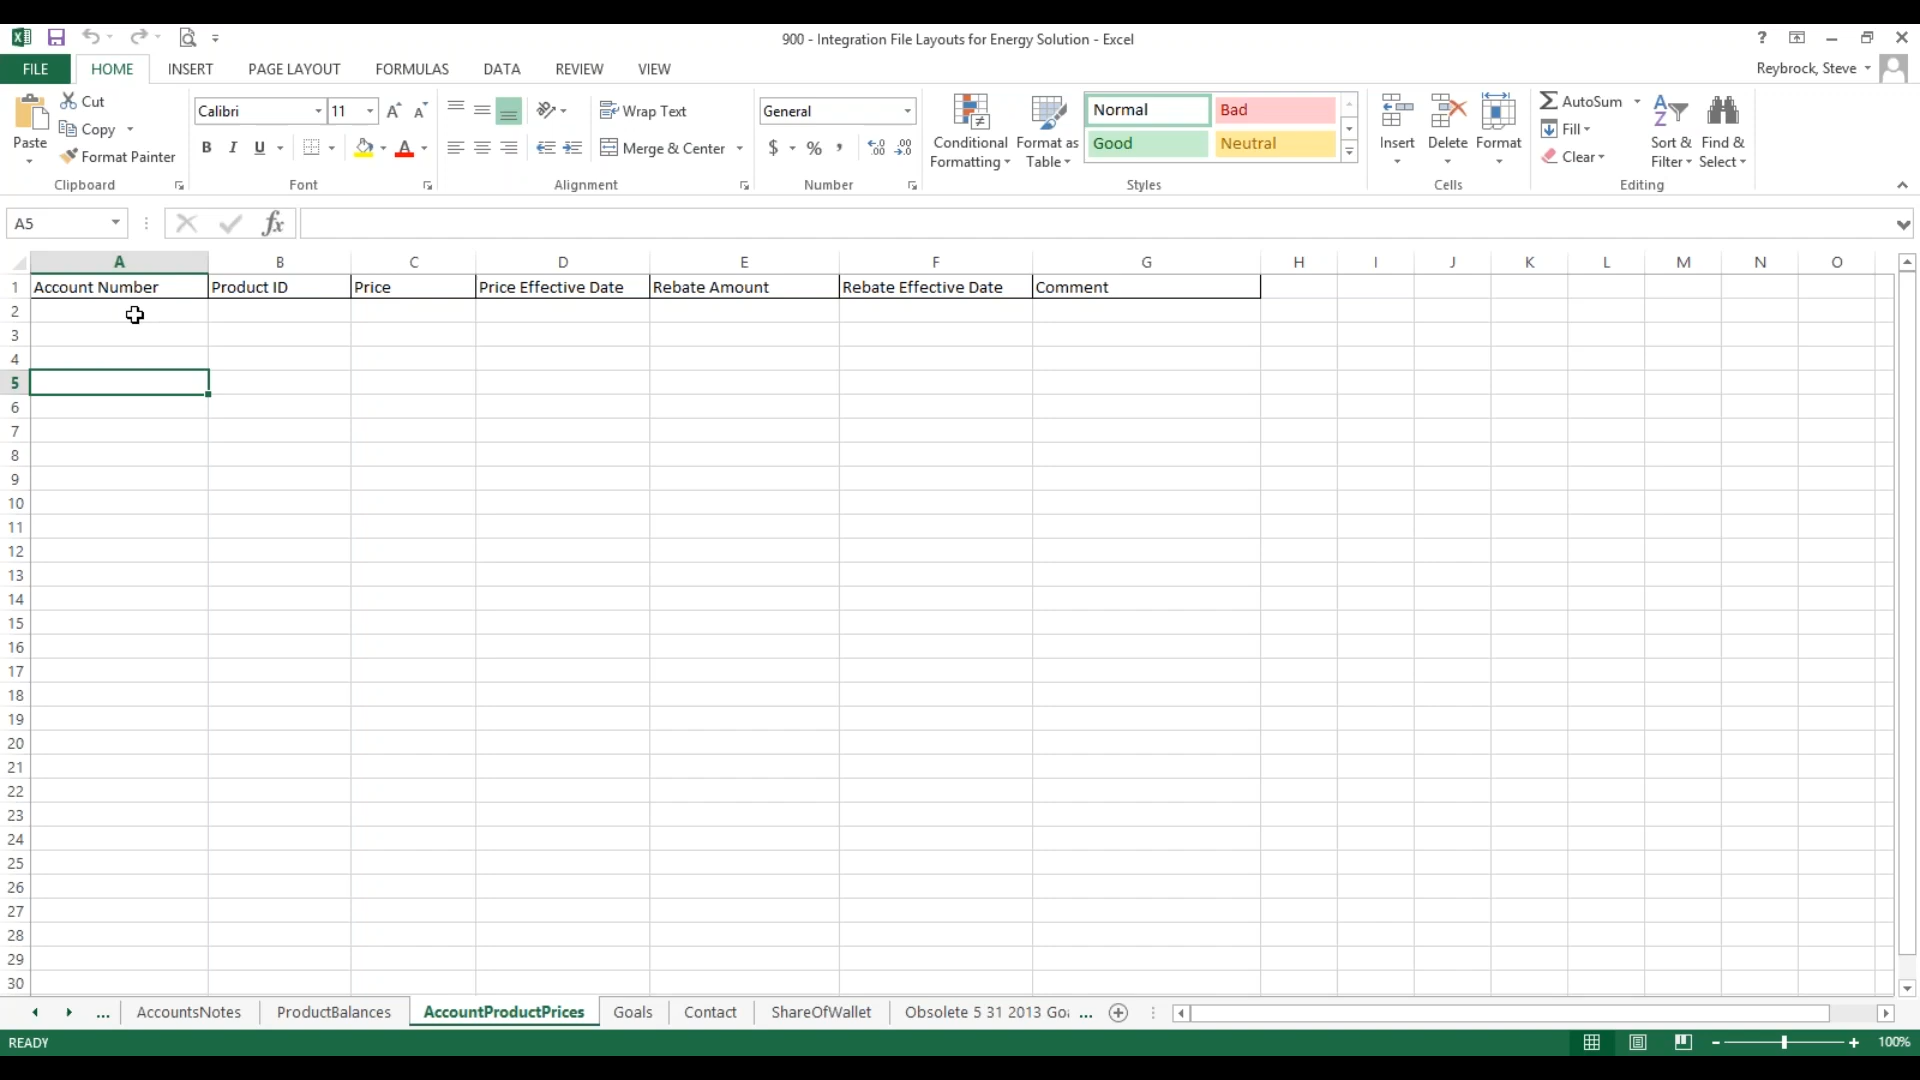 900 - Integration File Layouts for Energy Solution - Excel
?
FILE HOME INSERT PAGE LAYOUT FORMULAS DATA REVIEW VIEW
Reybrock, Steve
Paste
Cut
Copy
Format Painter
Clipboard
Calibri 11
B I U
Font
Wrap Text
Merge & Center
Alignment
General
$ % ,
Number
Conditional
Formatting
Format as
Table
Normal Bad
Good Neutral
Styles
Insert Delete Format
Cells
AutoSum
Fill
Clear
Sort &
Filter
Find &
Select
Editing
A5
fx
A B C D E F G H I J K L M N O
1 Account Number Product ID Price Price Effective Date Rebate Amount Rebate Effective Date Comment
2
3
4
5
6
7
8
9
10
11
12
13
14
15
16
17
18
19
20
21
22
23
24
25
26
27
28
29
30
... AccountsNotes ProductBalances AccountProductPrices Goals Contact ShareOfWallet Obsolete 5 31 2013 Goa ...
READY
100%